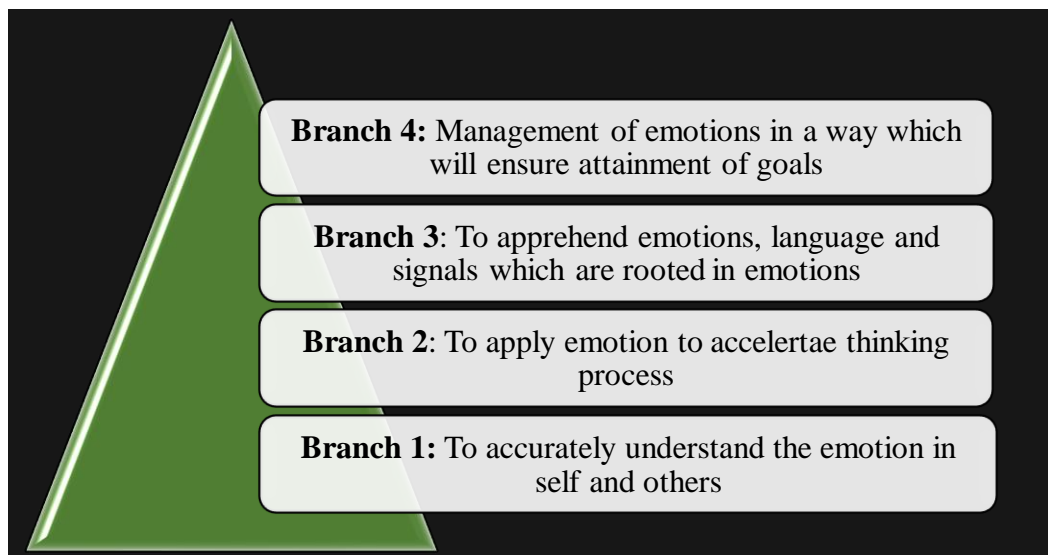 Branch 4: Management of emotions in a way which
will ensure attainment of goals
Branch 3: To apprehend emotions, language and
signals which are rooted in emotions
Branch 2: To apply emotion to accelertae thinking
process
Branch 1: To accurately understand the emotion in
self and others